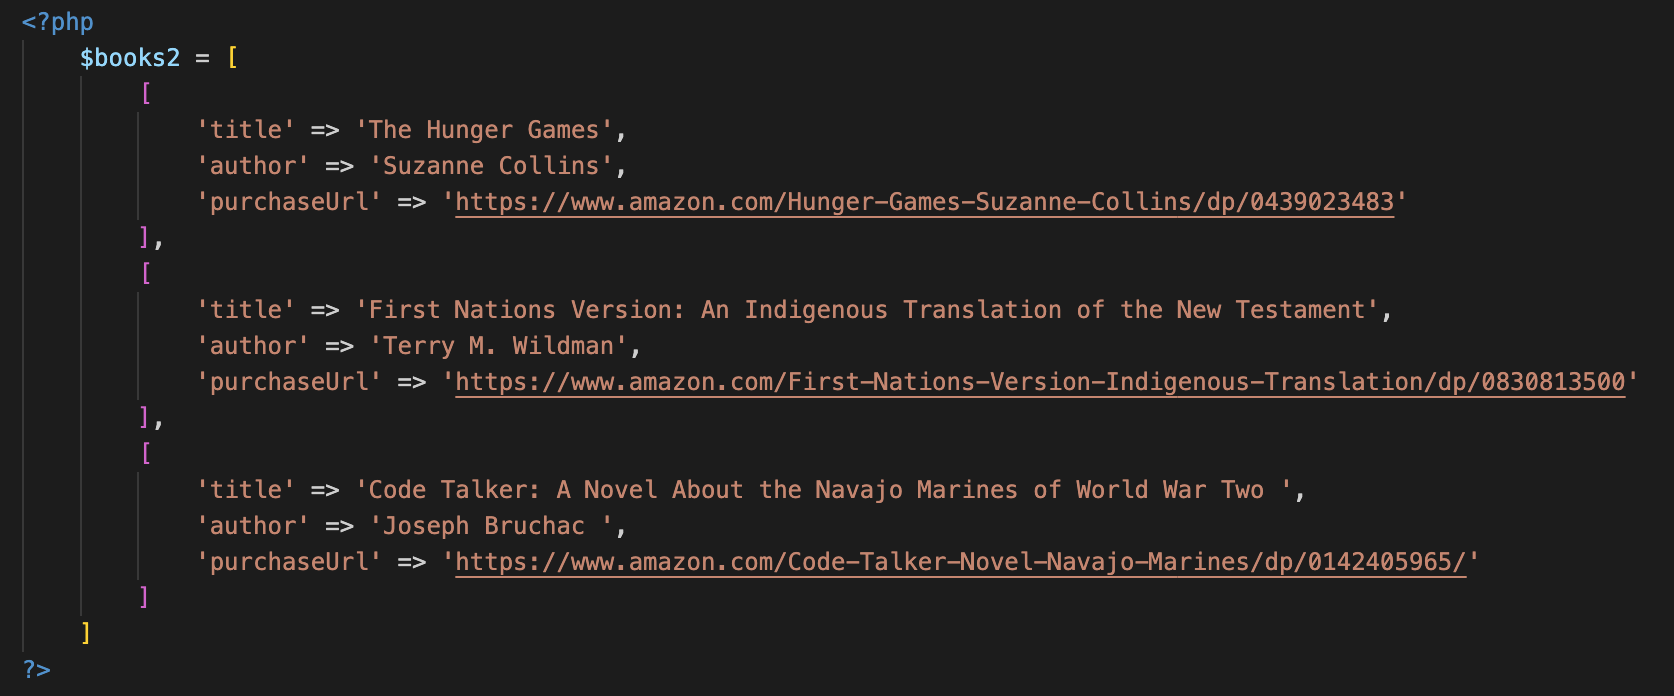 <?php
    $books2 = [
        [
            'title' => 'The Hunger Games',
            'author' => 'Suzanne Collins',
            'purchaseUrl' => 'https://www.amazon.com/Hunger-Games-Suzanne-Collins/dp/0439023483'
        ],
        [
            'title' => 'First Nations Version: An Indigenous Translation of the New Testament',
            'author' => 'Terry M. Wildman',
            'purchaseUrl' => 'https://www.amazon.com/First-Nations-Version-Indigenous-Translation/dp/0830813500'
        ],
        [
            'title' => 'Code Talker: A Novel About the Navajo Marines of World War Two ',
            'author' => 'Joseph Bruchac ',
            'purchaseUrl' => 'https://www.amazon.com/Code-Talker-Novel-Navajo-Marines/dp/0142405965/'
        ]
    ]
?>